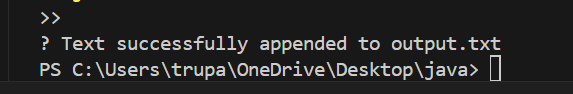 >>
? Text successfully appended to output.txt
PS C:\Users\trupa\OneDrive\Desktop\java>